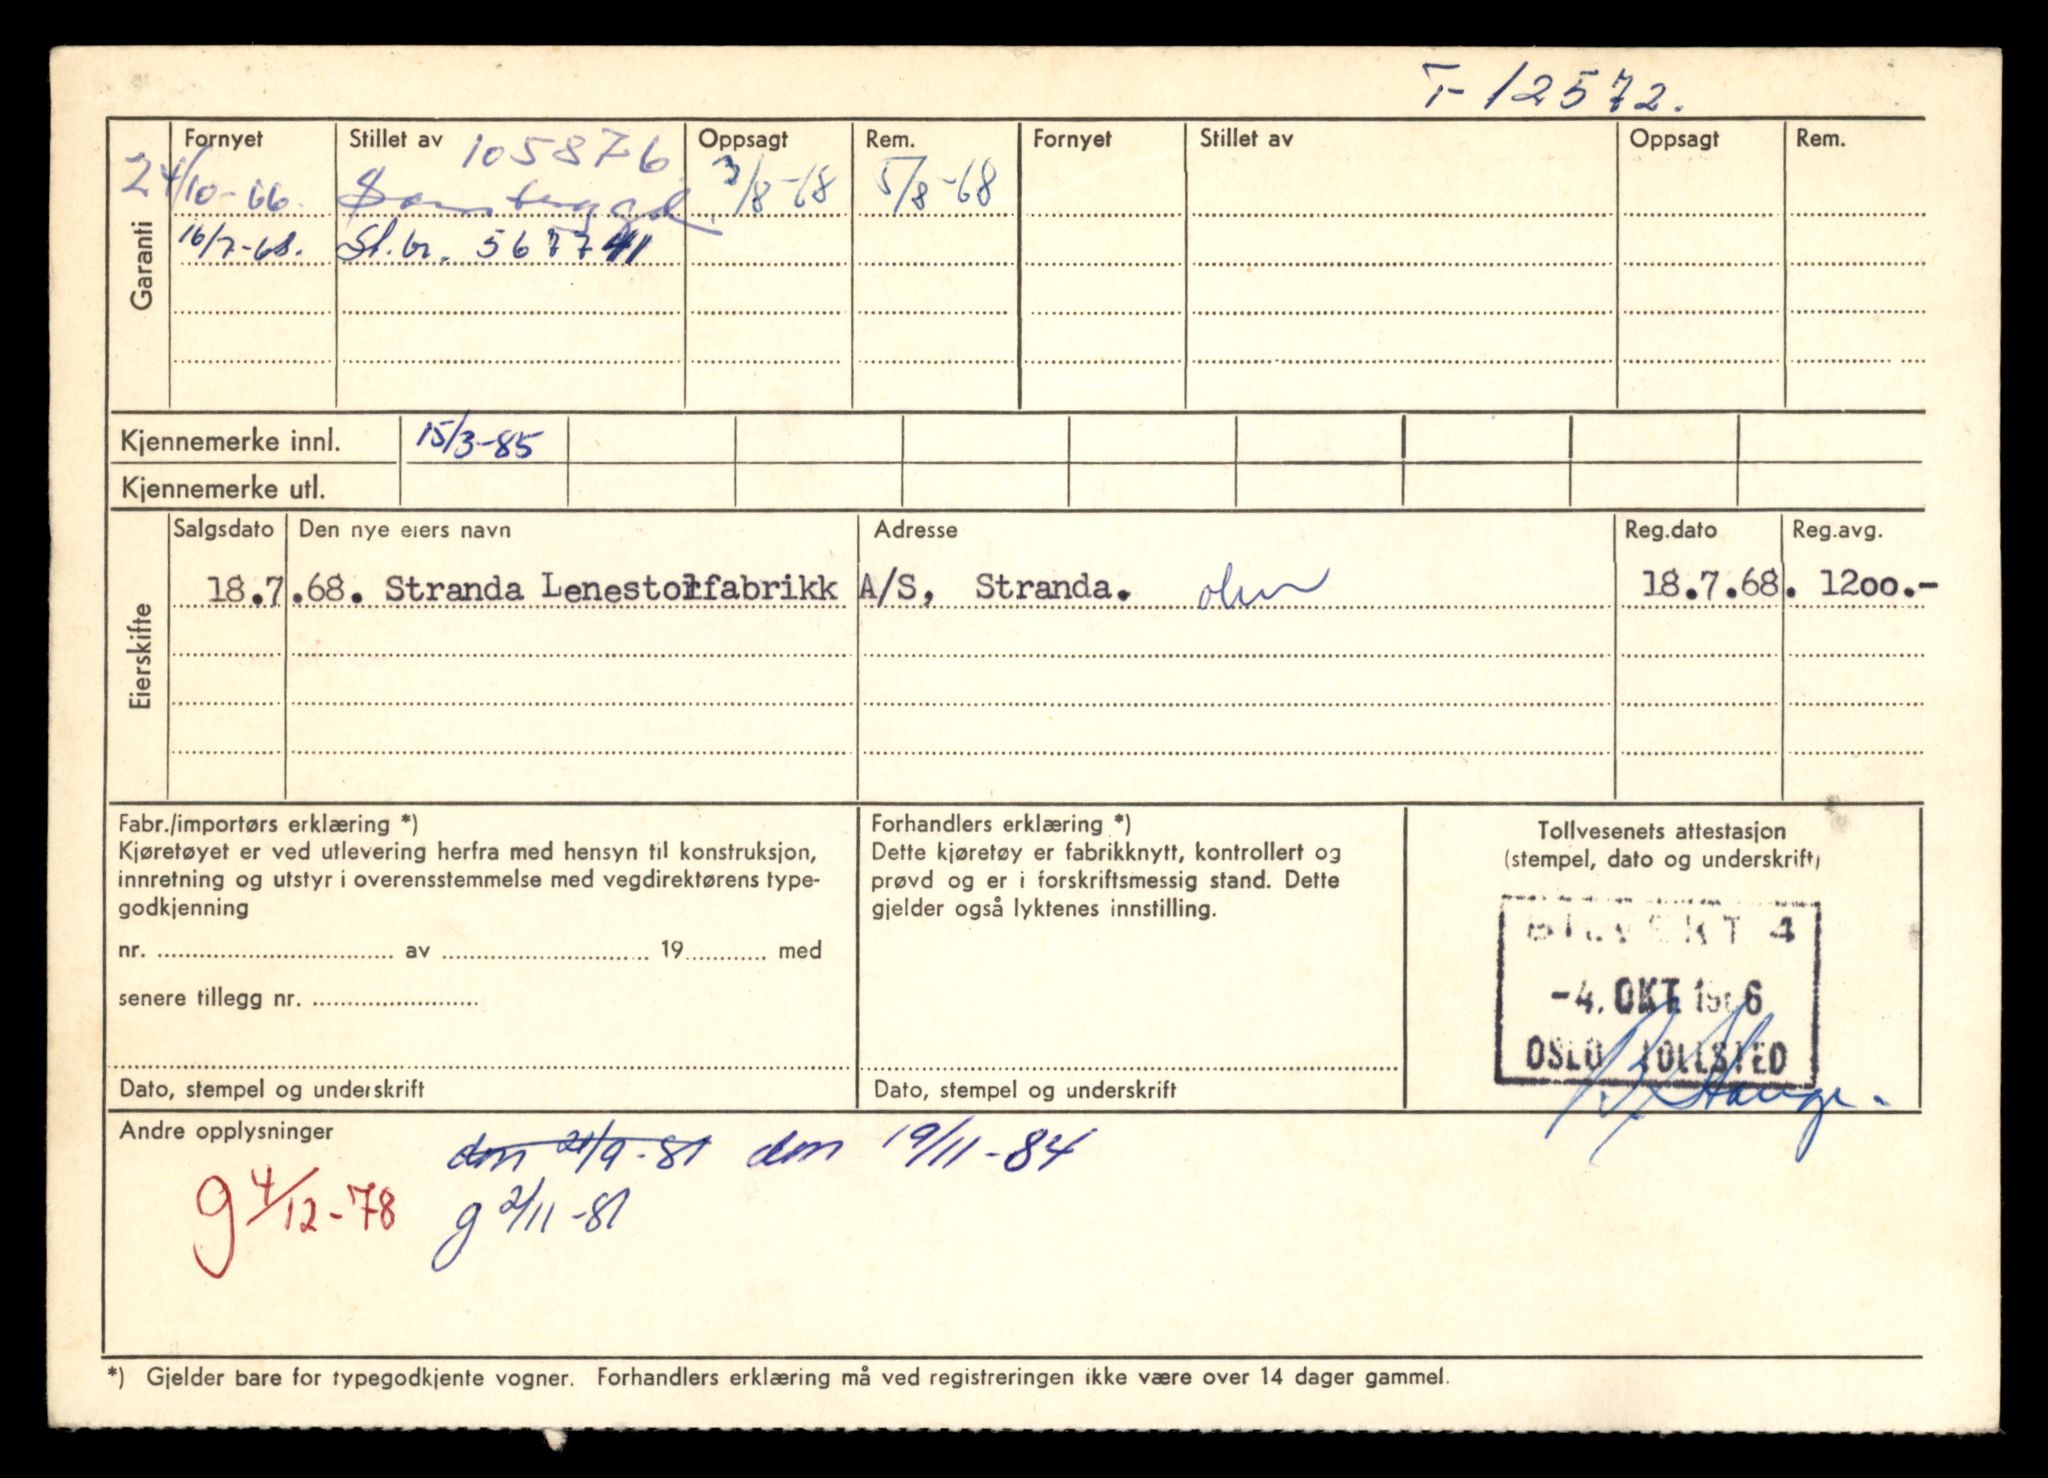 T-12572.
Garanti
Fornyet Stillet av Oppsagt Rem. Fornyet Stillet av Oppsagt Rem.
105876
24/10-66. Samtrygd 3/8-68 5/8-68
16/7-68. St.br. 567741
Kjennemerke innl. 15/3-85
Kjennemerke utl.
Eierskifte
Salgsdato Den nye eiers navn Adresse Reg.dato Reg.avg.
18.7.68. Stranda Lenestolfabrikk A/S, Stranda. 18.7.68. 1200.-
Fabr./importørs erklæring *)
Kjøretøyet er ved utlevering herfra med hensyn til konstruksjon,
innretning og utstyr i overensstemmelse med vegdirektørens type-
godkjenning
nr. av 19 med
senere tillegg nr.
Dato, stempel og underskrift
Forhandlers erklæring *)
Dette kjøretøy er fabrikknytt, kontrollert og
prøvd og er i forskriftsmessig stand. Dette
gjelder også lyktenes innstilling.
Dato, stempel og underskrift
Tollvesenets attestasjon
(stempel, dato og underskrift)
-4. OKT. 1966
OSLO TOLLSTED
Andre opplysninger
dm 21/9-81 dm 19/11-84
g 4/12-78 g 2/11-81
*) Gjelder bare for typegodkjente vogner. Forhandlers erklæring må ved registreringen ikke være over 14 dager gammel.